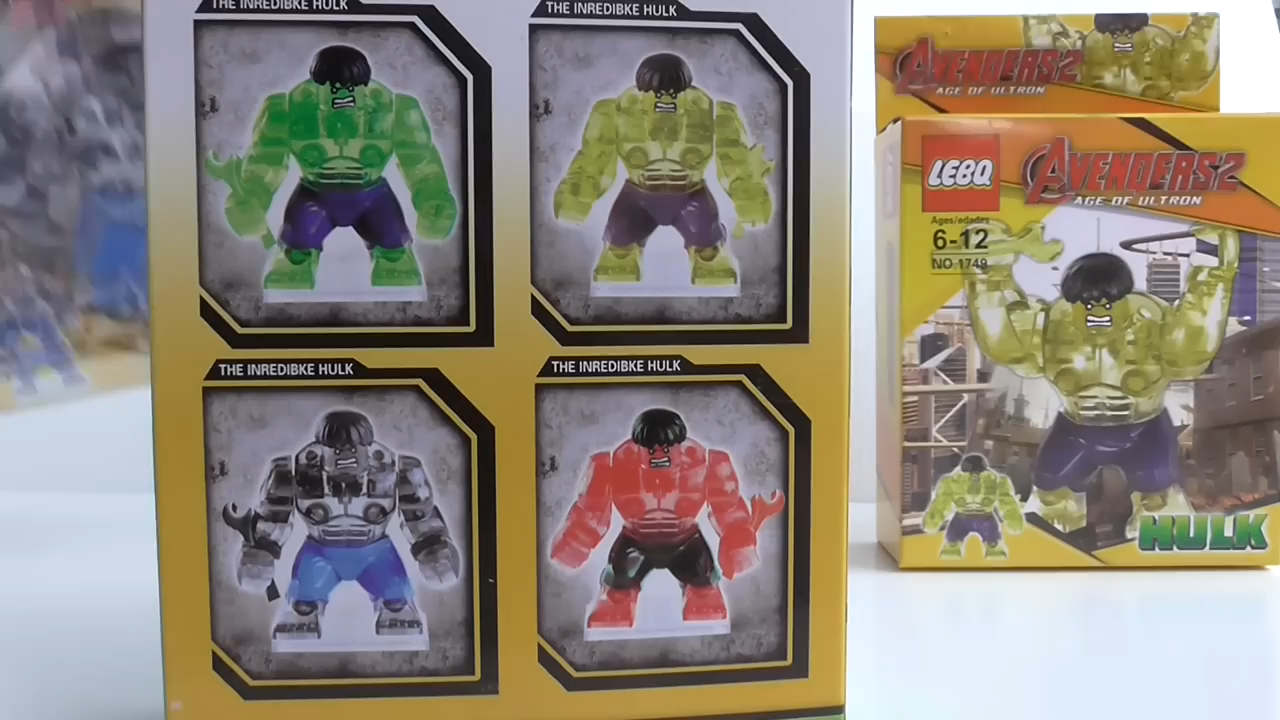 THE INREDIBKE HULK
THE INREDIBKE HULK
THE INREDIBKE HULK
THE INREDIBKE HULK
AVENGERS2
AGE OF ULTRON
LEBQ
AVENGERS2
AGE OF ULTRON
Ages/edades
6-12
NO.1749
HULK